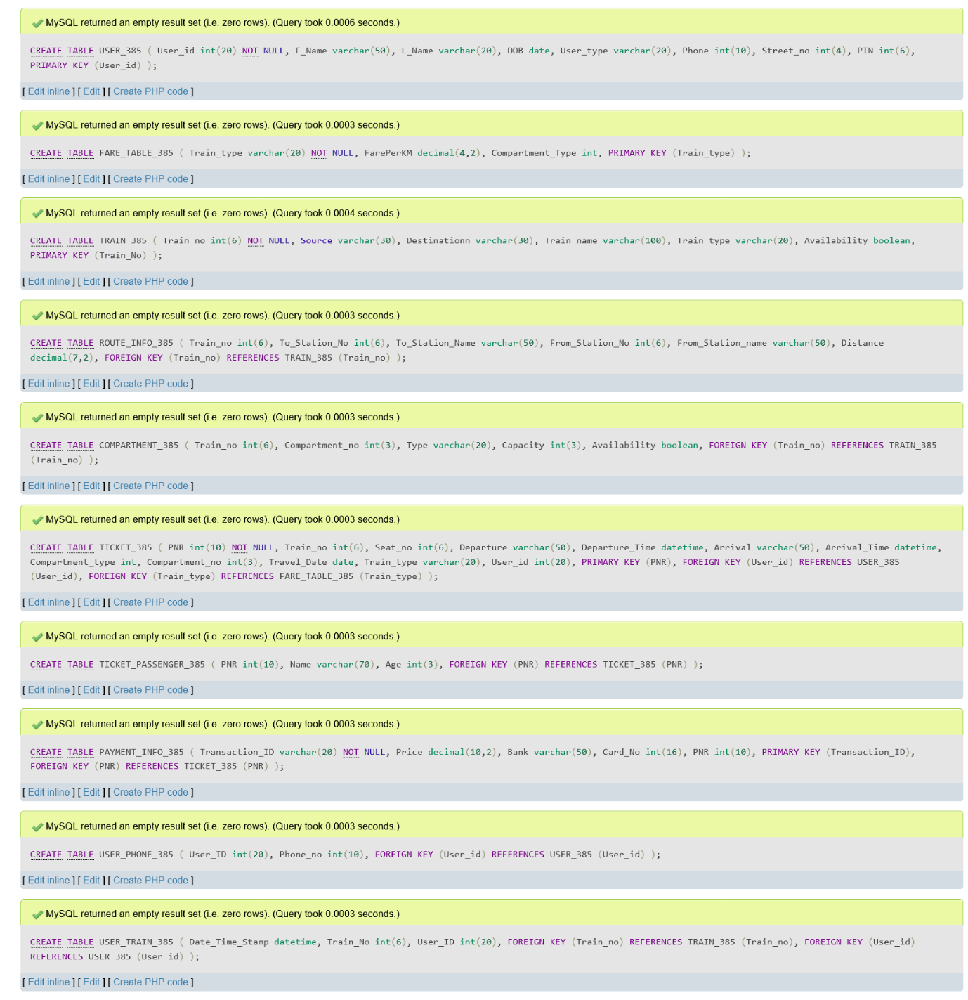 MySQL returned an empty result set (i.e. zero rows). (Query took 0.0006 seconds.)
CREATE TABLE USER_385 ( User_id int(20) NOT NULL, F_Name varchar(50), L_Name varchar(20), DOB date, User_type varchar(20), Phone int(10), Street_no int(4), PIN int(6),
PRIMARY KEY (User_id) );
[ Edit inline ] [ Edit ] [ Create PHP code ]
MySQL returned an empty result set (i.e. zero rows). (Query took 0.0003 seconds.)
CREATE TABLE FARE_TABLE_385 ( Train_type varchar(20) NOT NULL, FarePerKM decimal(4,2), Compartment_Type int, PRIMARY KEY (Train_type) );
[ Edit inline ] [ Edit ] [ Create PHP code ]
MySQL returned an empty result set (i.e. zero rows). (Query took 0.0004 seconds.)
CREATE TABLE TRAIN_385 ( Train_no int(6) NOT NULL, Source varchar(30), Destinationn varchar(30), Train_name varchar(100), Train_type varchar(20), Availability boolean,
PRIMARY KEY (Train_No) );
[ Edit inline ] [ Edit ] [ Create PHP code ]
MySQL returned an empty result set (i.e. zero rows). (Query took 0.0003 seconds.)
CREATE TABLE ROUTE_INFO_385 ( Train_no int(6), To_Station_No int(6), To_Station_Name varchar(50), From_Station_No int(6), From_Station_name varchar(50), Distance
decimal(7,2), FOREIGN KEY (Train_no) REFERENCES TRAIN_385 (Train_no) );
[ Edit inline ] [ Edit ] [ Create PHP code ]
MySQL returned an empty result set (i.e. zero rows). (Query took 0.0003 seconds.)
CREATE TABLE COMPARTMENT_385 ( Train_no int(6), Compartment_no int(3), Type varchar(20), Capacity int(3), Availability boolean, FOREIGN KEY (Train_no) REFERENCES TRAIN_385
(Train_no) );
[ Edit inline ] [ Edit ] [ Create PHP code ]
MySQL returned an empty result set (i.e. zero rows). (Query took 0.0003 seconds.)
CREATE TABLE TICKET_385 ( PNR int(10) NOT NULL, Train_no int(6), Seat_no int(6), Departure varchar(50), Departure_Time datetime, Arrival varchar(50), Arrival_Time datetime,
Compartment_type int, Compartment_no int(3), Travel_Date date, Train_type varchar(20), User_id int(20), PRIMARY KEY (PNR), FOREIGN KEY (User_id) REFERENCES USER_385
(User_id), FOREIGN KEY (Train_type) REFERENCES FARE_TABLE_385 (Train_type) );
[ Edit inline ] [ Edit ] [ Create PHP code ]
MySQL returned an empty result set (i.e. zero rows). (Query took 0.0003 seconds.)
CREATE TABLE TICKET_PASSENGER_385 ( PNR int(10), Name varchar(70), Age int(3), FOREIGN KEY (PNR) REFERENCES TICKET_385 (PNR) );
[ Edit inline ] [ Edit ] [ Create PHP code ]
MySQL returned an empty result set (i.e. zero rows). (Query took 0.0003 seconds.)
CREATE TABLE PAYMENT_INFO_385 ( Transaction_ID varchar(20) NOT NULL, Price decimal(10,2), Bank varchar(50), Card_No int(16), PNR int(10), PRIMARY KEY (Transaction_ID),
FOREIGN KEY (PNR) REFERENCES TICKET_385 (PNR) );
[ Edit inline ] [ Edit ] [ Create PHP code ]
MySQL returned an empty result set (i.e. zero rows). (Query took 0.0003 seconds.)
CREATE TABLE USER_PHONE_385 ( User_ID int(20), Phone_no int(10), FOREIGN KEY (User_id) REFERENCES USER_385 (User_id) );
[ Edit inline ] [ Edit ] [ Create PHP code ]
MySQL returned an empty result set (i.e. zero rows). (Query took 0.0003 seconds.)
CREATE TABLE USER_TRAIN_385 ( Date_Time_Stamp datetime, Train_No int(6), User_ID int(20), FOREIGN KEY (Train_no) REFERENCES TRAIN_385 (Train_no), FOREIGN KEY (User_id)
REFERENCES USER_385 (User_id) );
[ Edit inline ] [ Edit ] [ Create PHP code ]